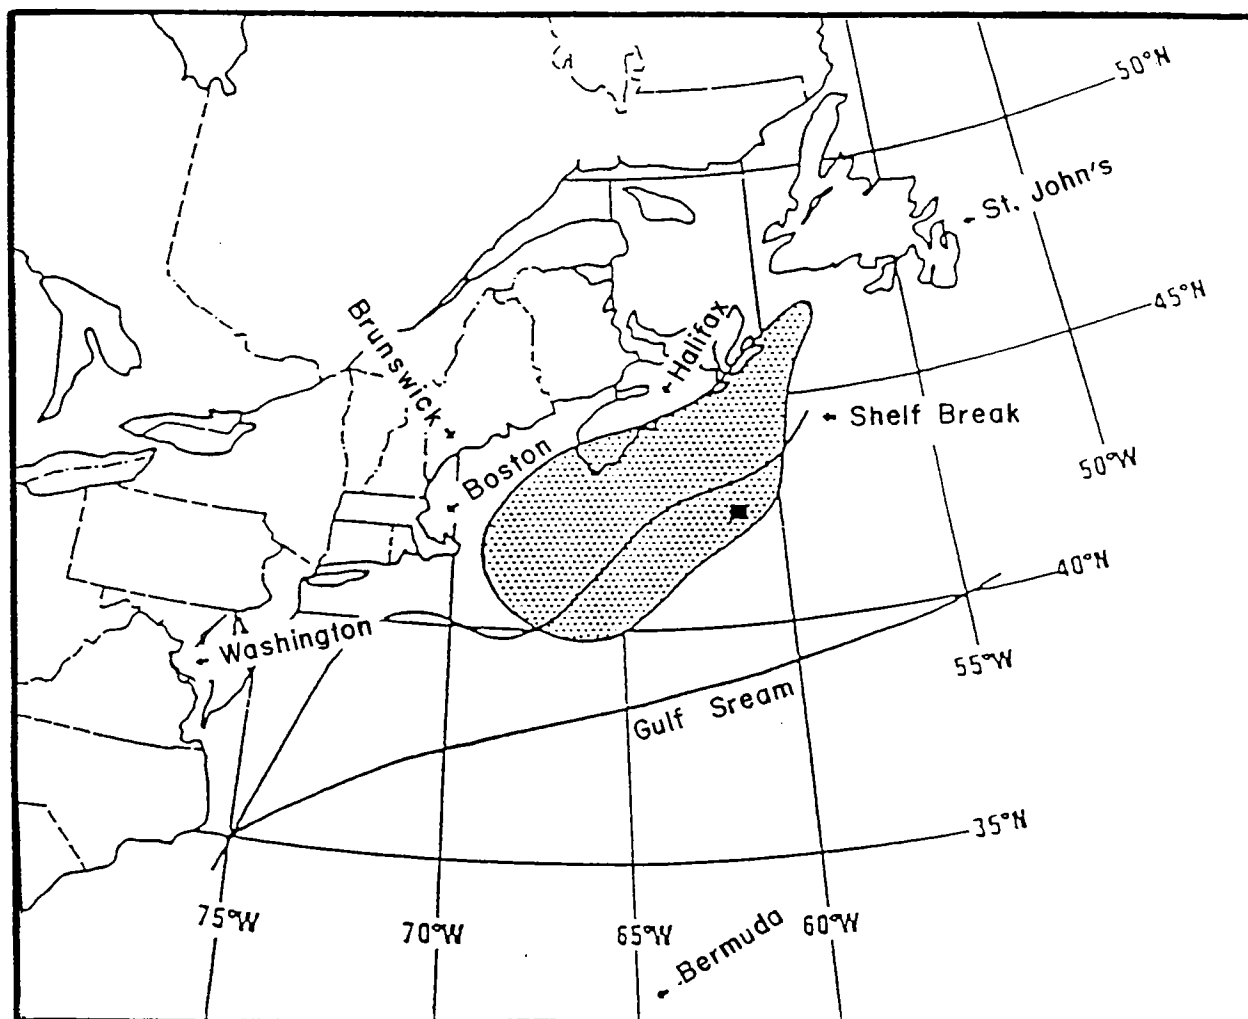 50°N
St. John's
45°N
Brunswick
Halifax
Shelf Break
50°W
Boston
40°N
Washington
55°W
Gulf Sream
35°N
75°W
70°W
65°W
60°W
Bermuda